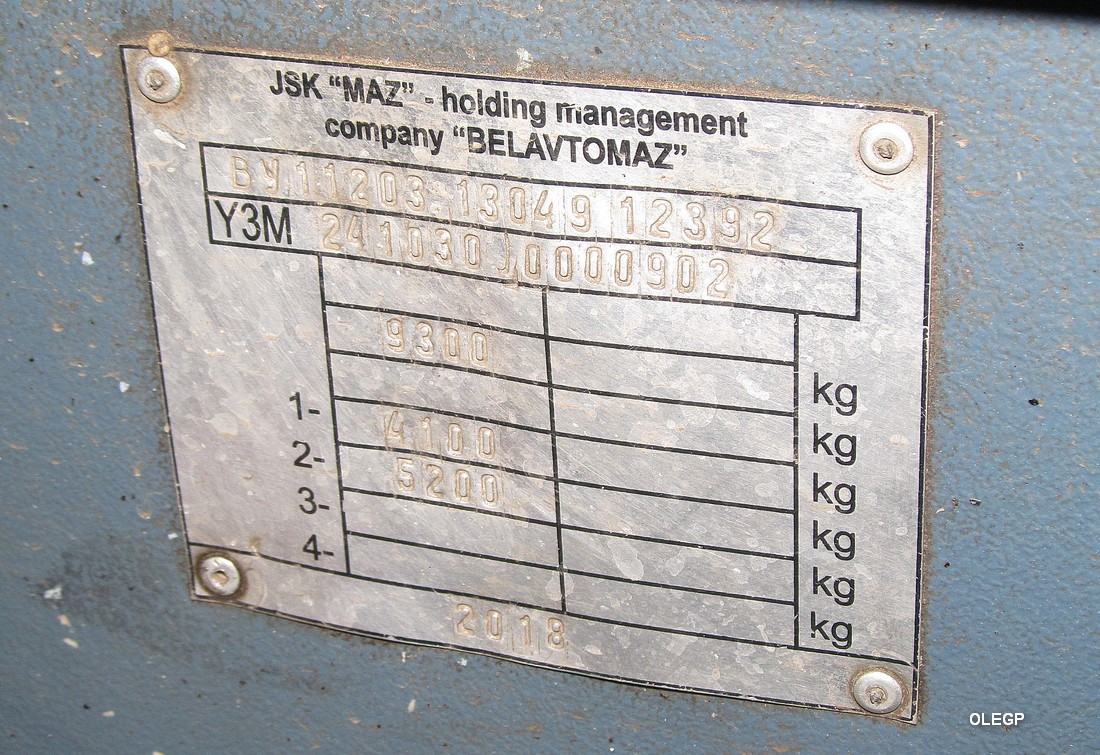 JSK “MAZ” - holding management
company “BELAVTOMAZ”
BY11203.13049 12392
Y3M 241030J0000902
9300 kg
kg
1- 4100 kg
2- 5200 kg
3- kg
4- kg
2018
OLEGP